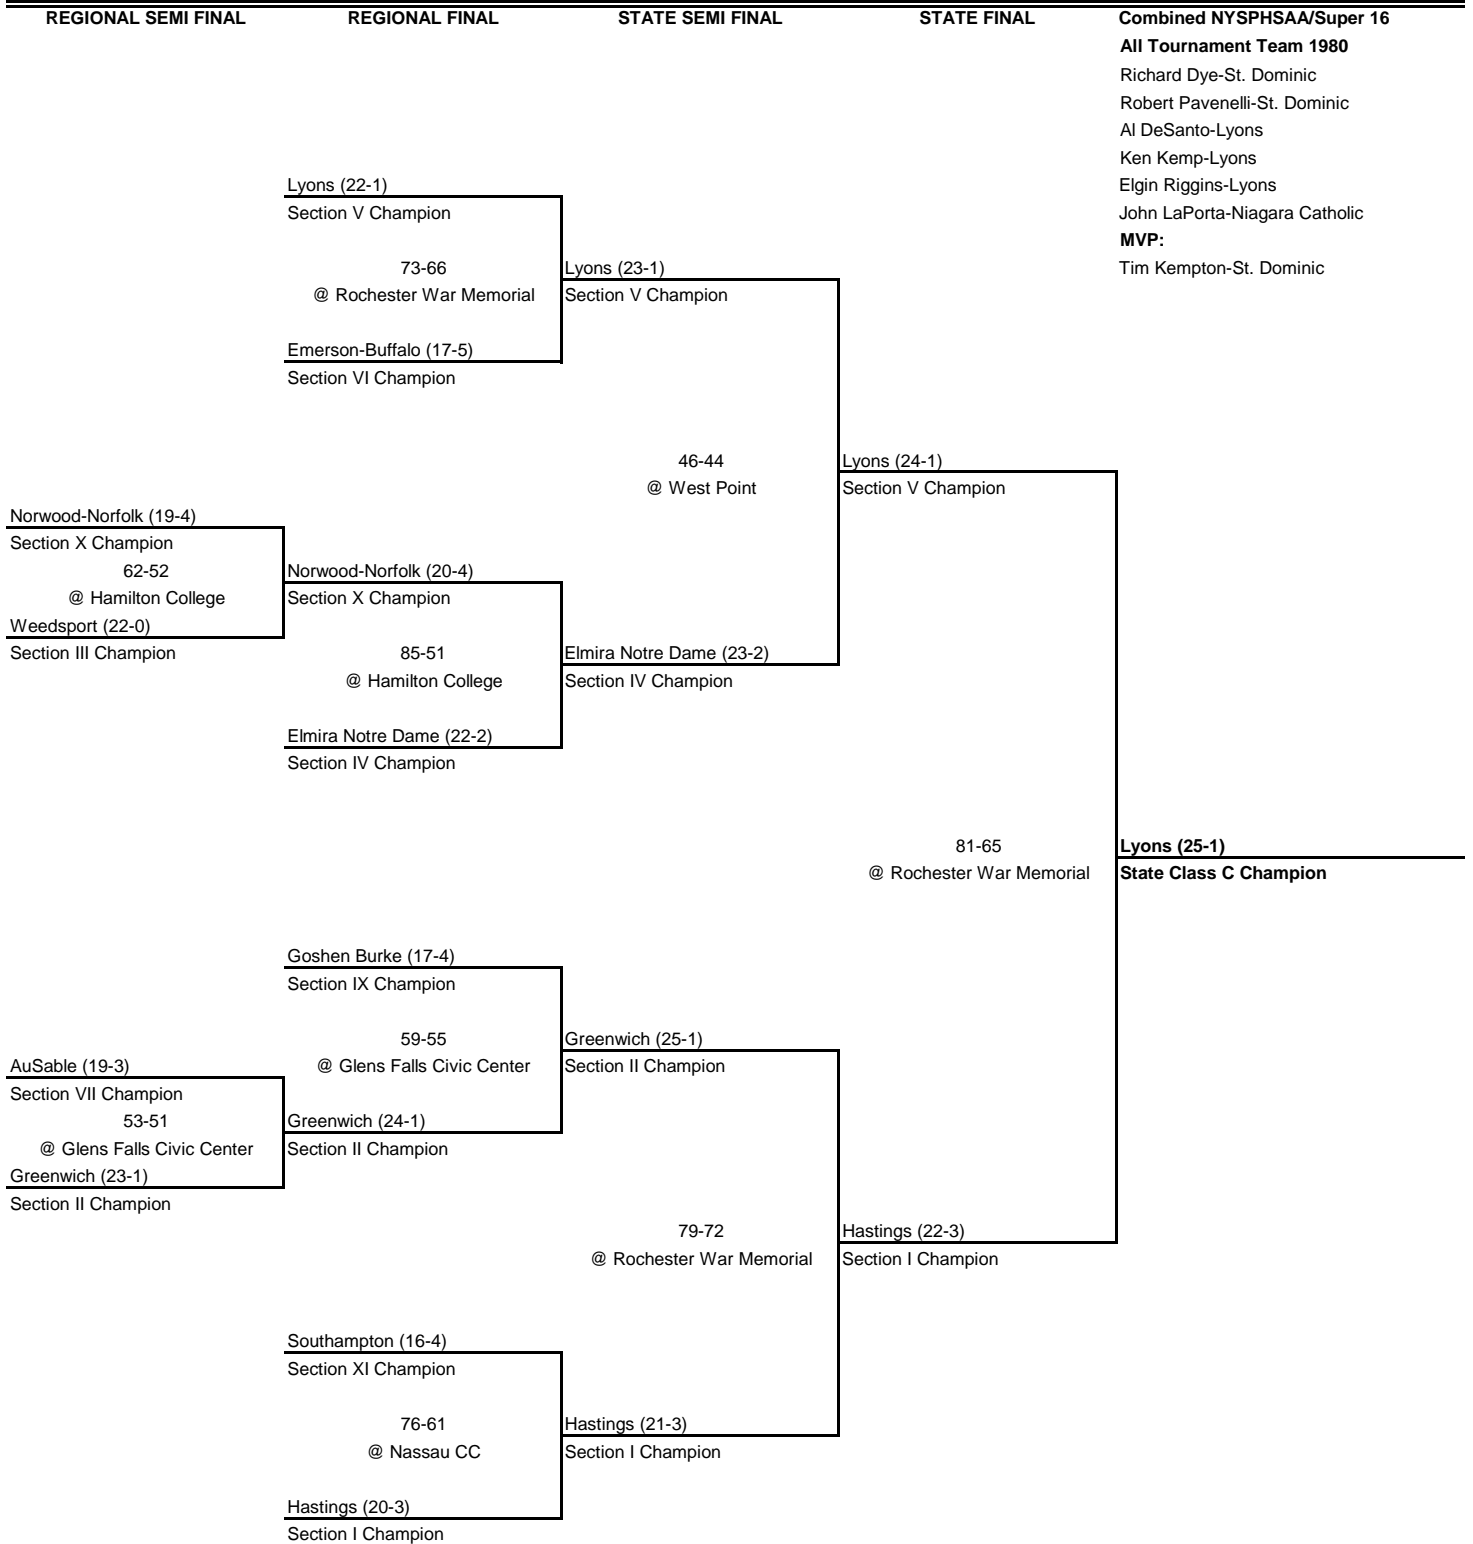 REGIONAL SEMI FINAL REGIONAL FINAL STATE SEMI FINAL STATE FINAL Combined NYSPHSAA/Super 16
All Tournament Team 1980
Richard Dye-St. Dominic
Robert Pavenelli-St. Dominic
Al DeSanto-Lyons
Ken Kemp-Lyons
Lyons (22-1) Elgin Riggins-Lyons
Section V Champion John LaPorta-Niagara Catholic
MVP:
73-66 Lyons (23-1) Tim Kempton-St. Dominic
@ Rochester War Memorial Section V Champion
Emerson-Buffalo (17-5)
Section VI Champion
46-44 Lyons (24-1)
@ West Point Section V Champion
Norwood-Norfolk (19-4)
Section X Champion
62-52 Norwood-Norfolk (20-4)
@ Hamilton College Section X Champion
Weedsport (22-0)
Section III Champion 85-51 Elmira Notre Dame (23-2)
@ Hamilton College Section IV Champion
Elmira Notre Dame (22-2)
Section IV Champion
81-65 Lyons (25-1)
@ Rochester War Memorial State Class C Champion
Goshen Burke (17-4)
Section IX Champion
59-55 Greenwich (25-1)
AuSable (19-3) @ Glens Falls Civic Center Section II Champion
Section VII Champion
53-51 Greenwich (24-1)
@ Glens Falls Civic Center Section II Champion
Greenwich (23-1)
Section II Champion
79-72 Hastings (22-3)
@ Rochester War Memorial Section I Champion
Southampton (16-4)
Section XI Champion
76-61 Hastings (21-3)
@ Nassau CC Section I Champion
Hastings (20-3)
Section I Champion